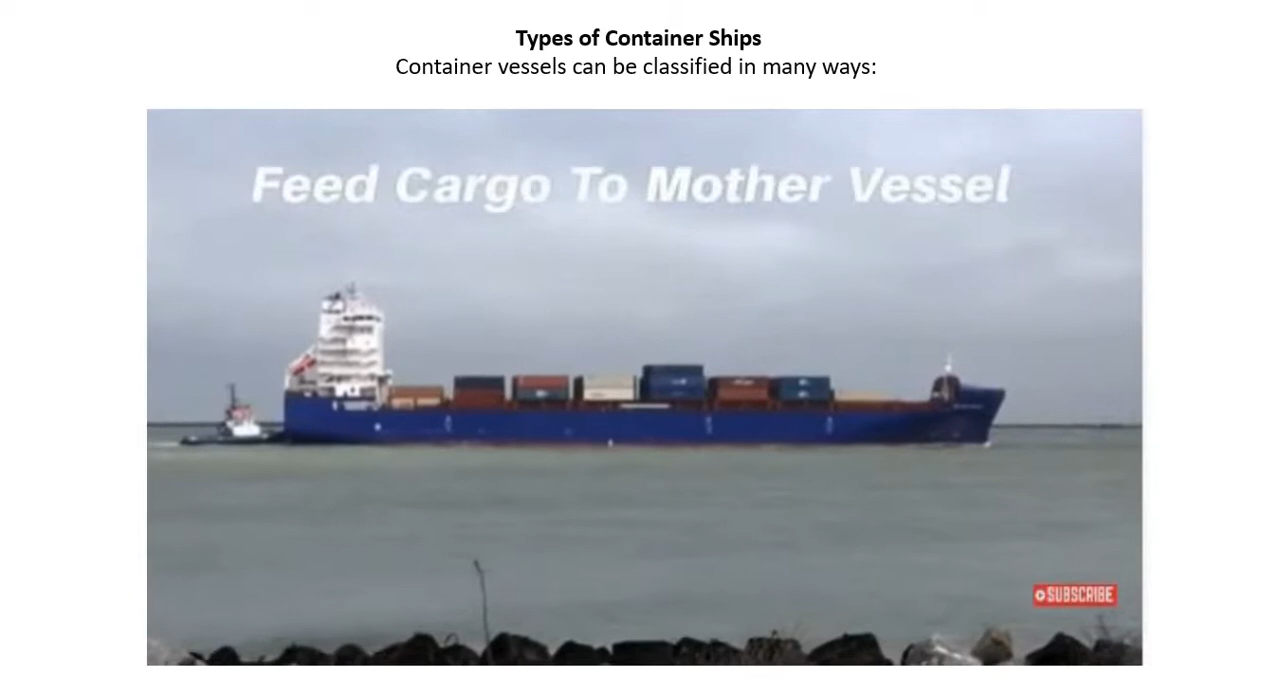 Types of Container Ships
Container vessels can be classified in many ways:
Feed Cargo To Mother Vessel
SUBSCRIBE